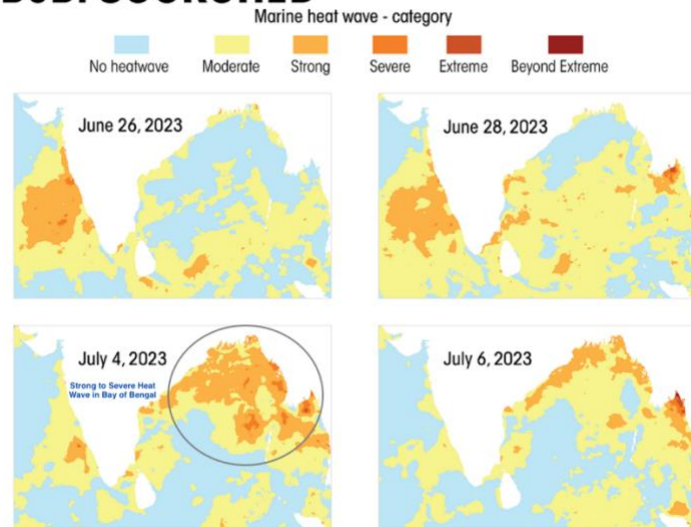 Marine heat wave - category
No heatwave
Moderate
Strong
Severe
Extreme
Beyond Extreme
June 26, 2023
June 28, 2023
July 4, 2023
Strong to Severe Heat
Wave in Bay of Bengal
July 6, 2023